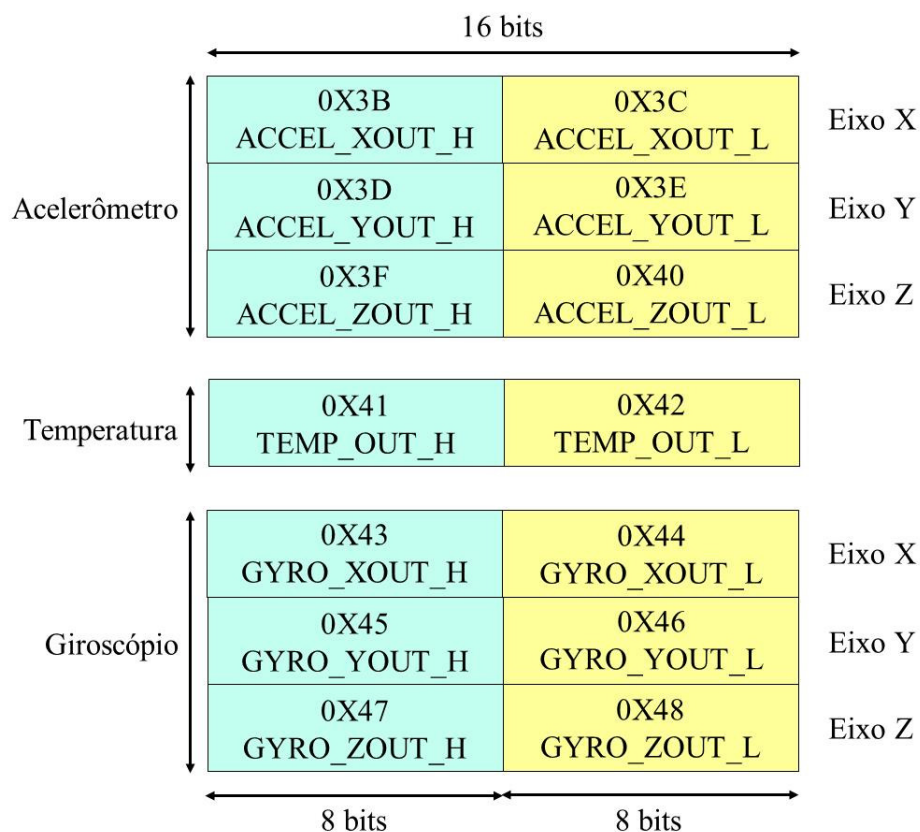 16 bits
0X3B
0X3C
ACCEL_XOUT_H
ACCEL_XOUT_L
Eixo X
Acelerômetro
0X3D
0X3E
ACCEL_YOUT_H
ACCEL_YOUT_L
Eixo Y
0X3F
0X40
ACCEL_ZOUT_H
ACCEL_ZOUT_L
Eixo Z
Temperatura
0X41
0X42
TEMP_OUT_H
TEMP_OUT_L
0X43
0X44
GYRO_XOUT_H
GYRO_XOUT_L
Eixo X
Giroscópio
0X45
0X46
GYRO_YOUT_H
GYRO_YOUT_L
Eixo Y
0X47
0X48
GYRO_ZOUT_H
GYRO_ZOUT_L
Eixo Z
8 bits
8 bits